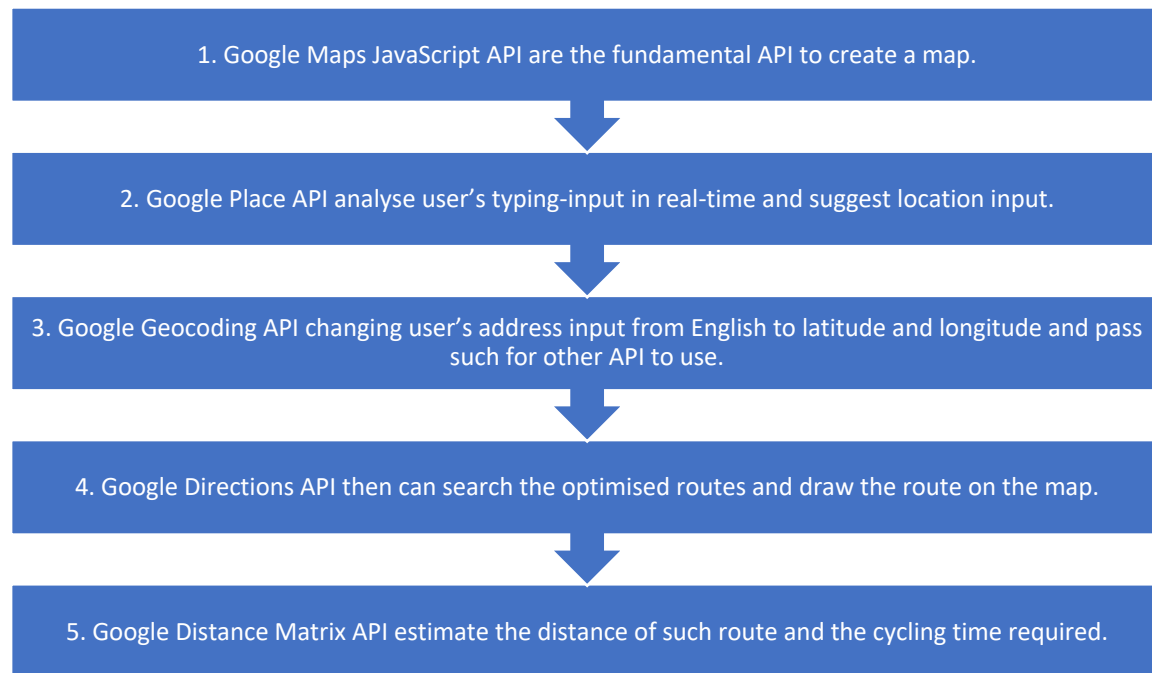 1. Google Maps JavaScript API are the fundamental API to create a map.
2. Google Place API analyse user’s typing-input in real-time and suggest location input.
3. Google Geocoding API changing user’s address input from English to latitude and longitude and pass
such for other API to use.
4. Google Directions API then can search the optimised routes and draw the route on the map.
5. Google Distance Matrix API estimate the distance of such route and the cycling time required.